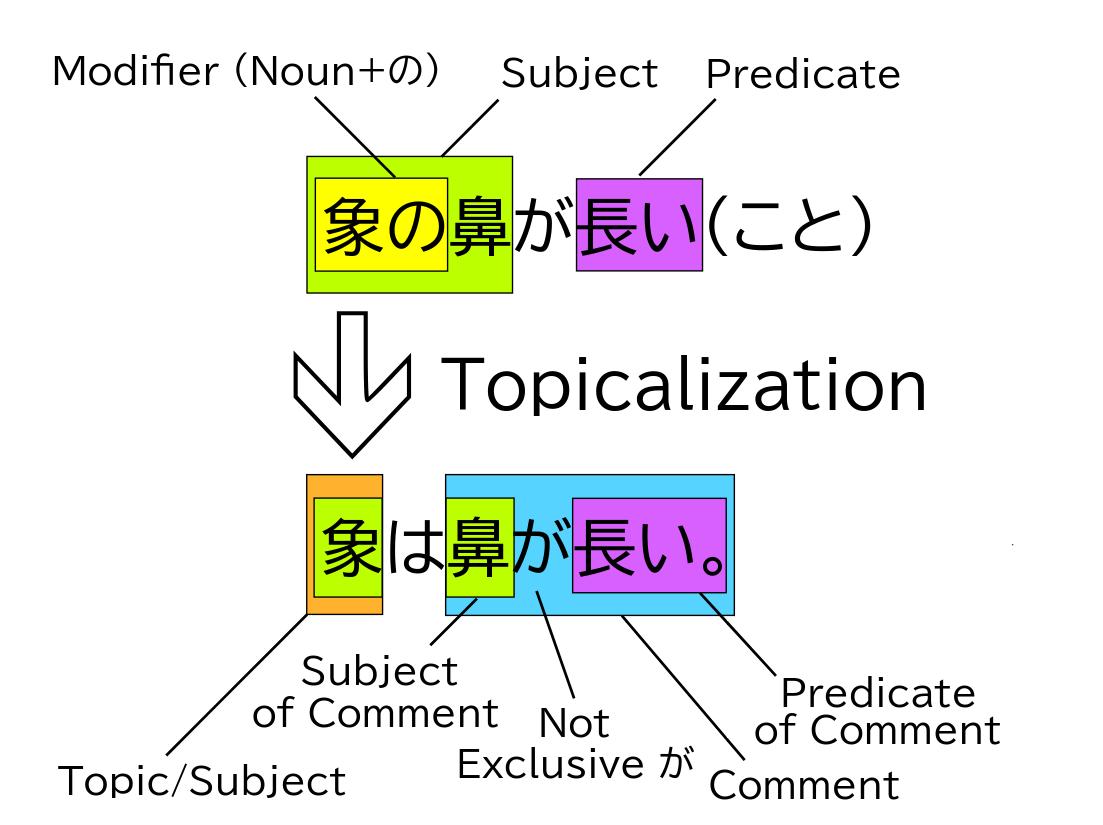 Modifier (Noun+の) Subject Predicate
象の鼻が長い(こと)
Topicalization
象は鼻が長い。
Subject
of Comment
Not
Exclusive が
Predicate
of Comment
Topic/Subject
Comment